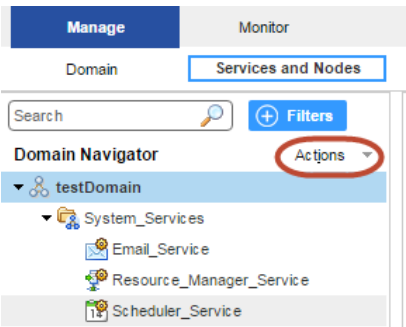 Manage Monitor
Domain Services and Nodes
Search Filters
Domain Navigator Actions
testDomain
System_Services
Email_Service
Resource_Manager_Service
Scheduler_Service